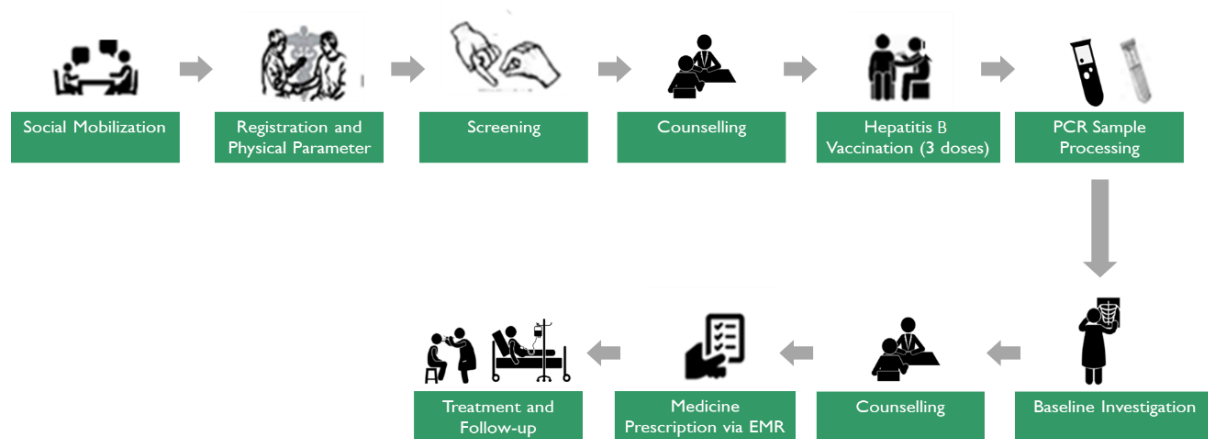 Social Mobilization
Registration and
Physical Parameter
Screening
Counselling
Hepatitis B
Vaccination (3 doses)
PCR Sample
Processing
Baseline Investigation
Counselling
Medicine
Prescription via EMR
Treatment and
Follow-up